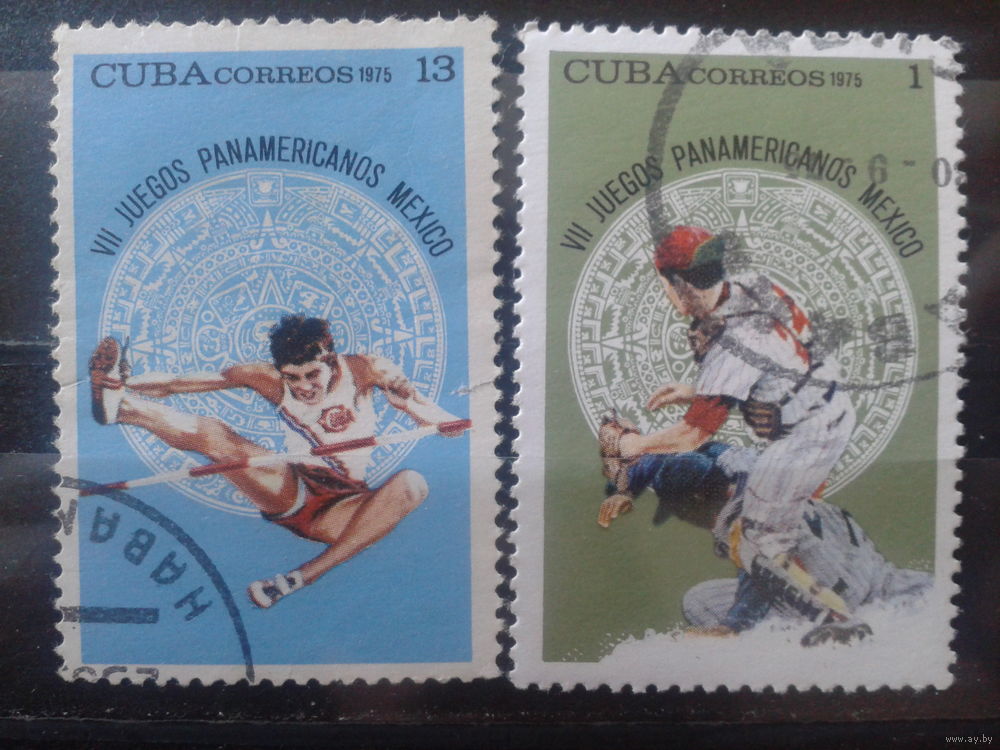 CUBA CORREOS 1975 13
VII JUEGOS PANAMERICANOS MEXICO
HABAN
CUBA CORREOS 1975 1
VII JUEGOS PANAMERICANOS MEXICO
www.ay.by